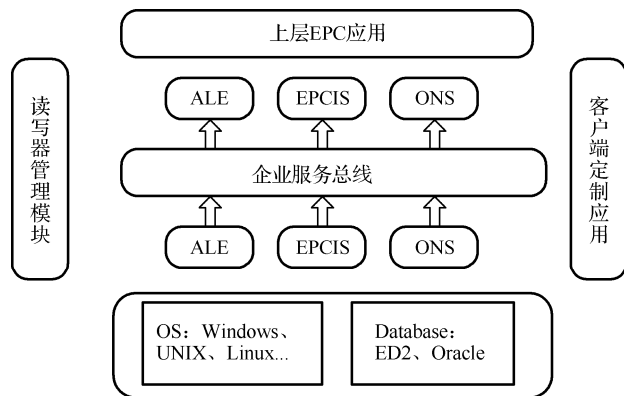 上层EPC应用
读写器管理模块
ALE EPCIS ONS
企业服务总线
ALE EPCIS ONS
客户端定制应用
OS：Windows、
UNIX、Linux...
Database：
ED2、Oracle